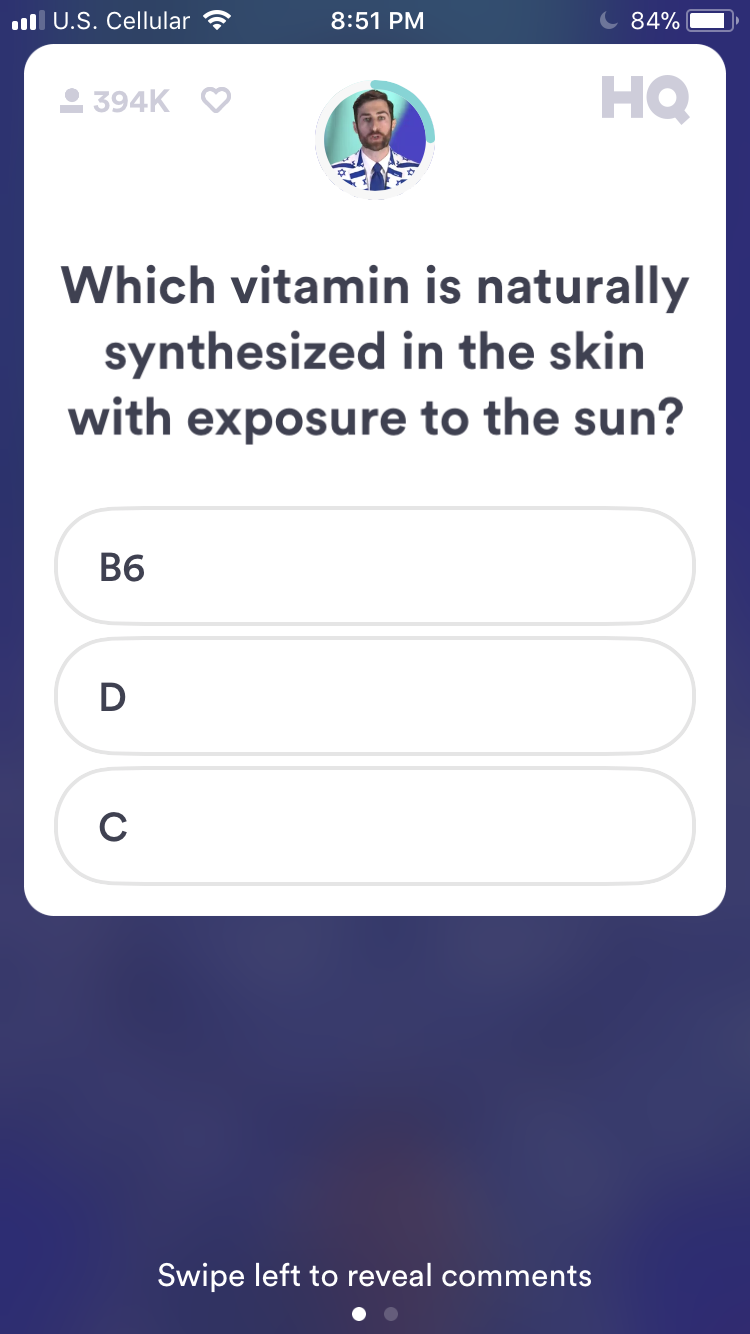 U.S. Cellular 8:51 PM 84%
394K HQ
Which vitamin is naturally
synthesized in the skin
with exposure to the sun?
B6
D
C
Swipe left to reveal comments